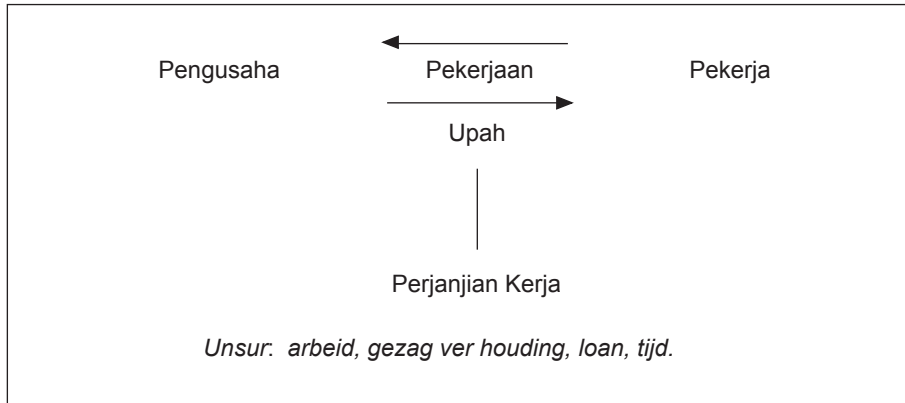 Pengusaha Pekerjaan Pekerja
Upah
Perjanjian Kerja
Unsur: arbeid, gezag ver houding, loan, tijd.